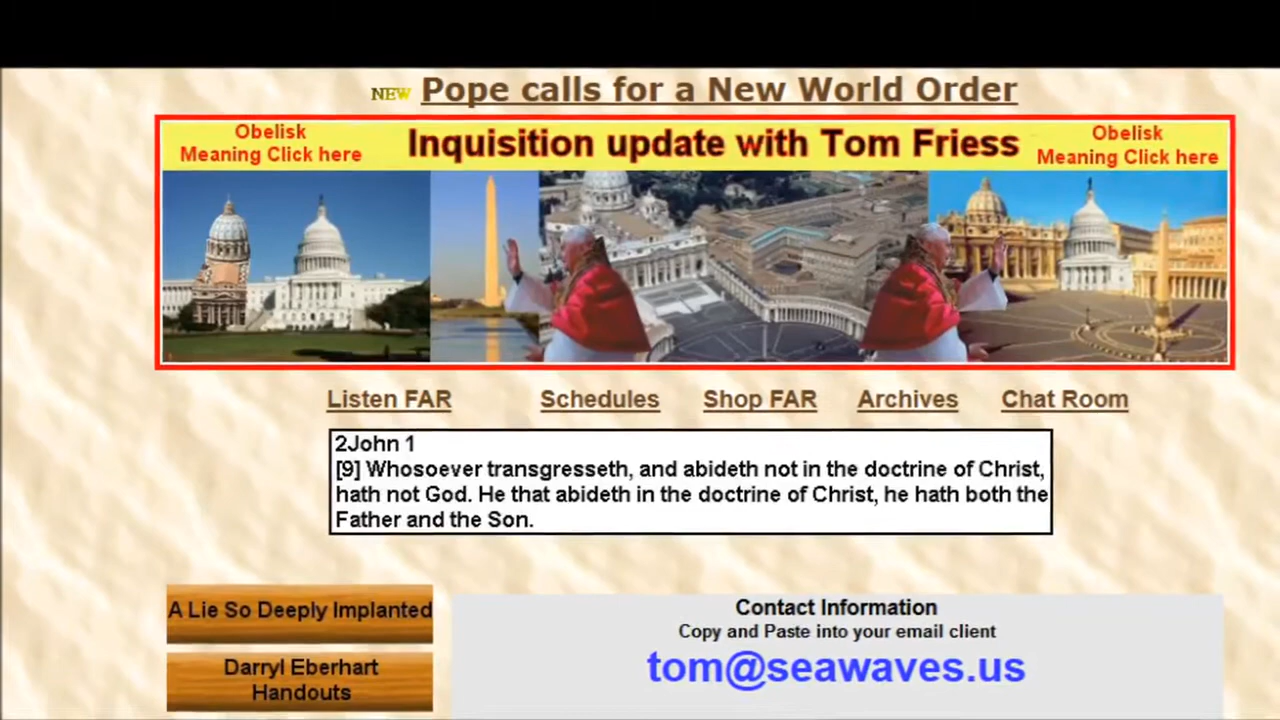 NEW Pope calls for a New World Order
Obelisk
Meaning Click here
Inquisition update with Tom Friess
Obelisk
Meaning Click here
Listen FAR Schedules Shop FAR Archives Chat Room
2John 1
[9] Whosoever transgresseth, and abideth not in the doctrine of Christ,
hath not God. He that abideth in the doctrine of Christ, he hath both the
Father and the Son.
A Lie So Deeply Implanted
Darryl Eberhart
Handouts
Contact Information
Copy and Paste into your email client
tom@seawaves.us